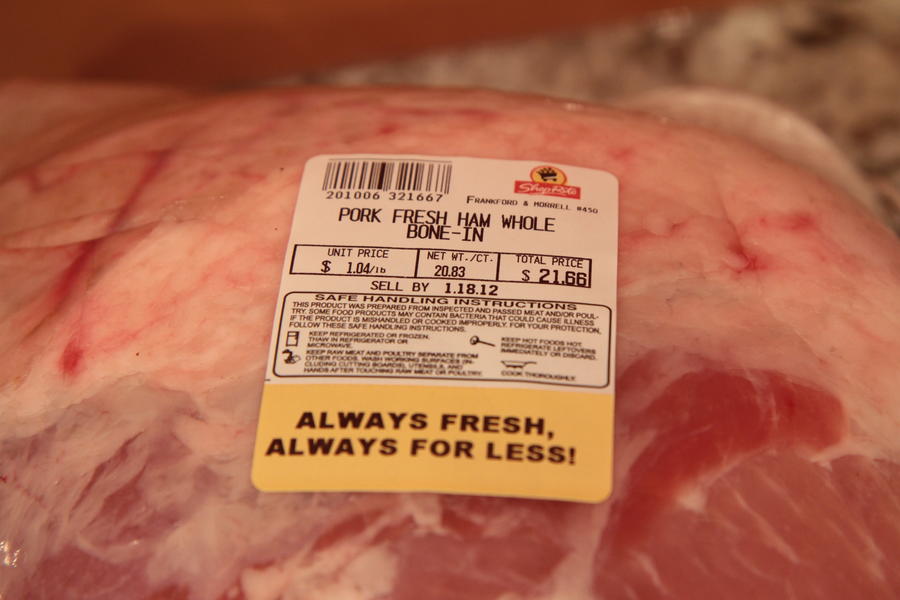 201006 321667
ShopRite
FRANKFORD & MORRELL #450
PORK FRESH HAM WHOLE
BONE-IN
UNIT PRICE
$ 1.04/lb
NET WT./CT.
20.83
TOTAL PRICE
$ 21.66
SELL BY 1.18.12
SAFE HANDLING INSTRUCTIONS
THIS PRODUCT WAS PREPARED FROM INSPECTED AND PASSED MEAT AND/OR POUL-
TRY. SOME FOOD PRODUCTS MAY CONTAIN BACTERIA THAT COULD CAUSE ILLNESS
IF THE PRODUCT IS MISHANDLED OR COOKED IMPROPERLY. FOR YOUR PROTECTION,
FOLLOW THESE SAFE HANDLING INSTRUCTIONS.
KEEP REFRIGERATED OR FROZEN.
THAW IN REFRIGERATOR OR
MICROWAVE.
KEEP RAW MEAT AND POULTRY SEPARATE FROM
OTHER FOODS. WASH WORKING SURFACES (IN-
CLUDING CUTTING BOARDS), UTENSILS, AND
HANDS AFTER TOUCHING RAW MEAT OR POULTRY.
KEEP HOT FOODS HOT.
REFRIGERATE LEFTOVERS
IMMEDIATELY OR DISCARD.
COOK THOROUGHLY.
ALWAYS FRESH,
ALWAYS FOR LESS!